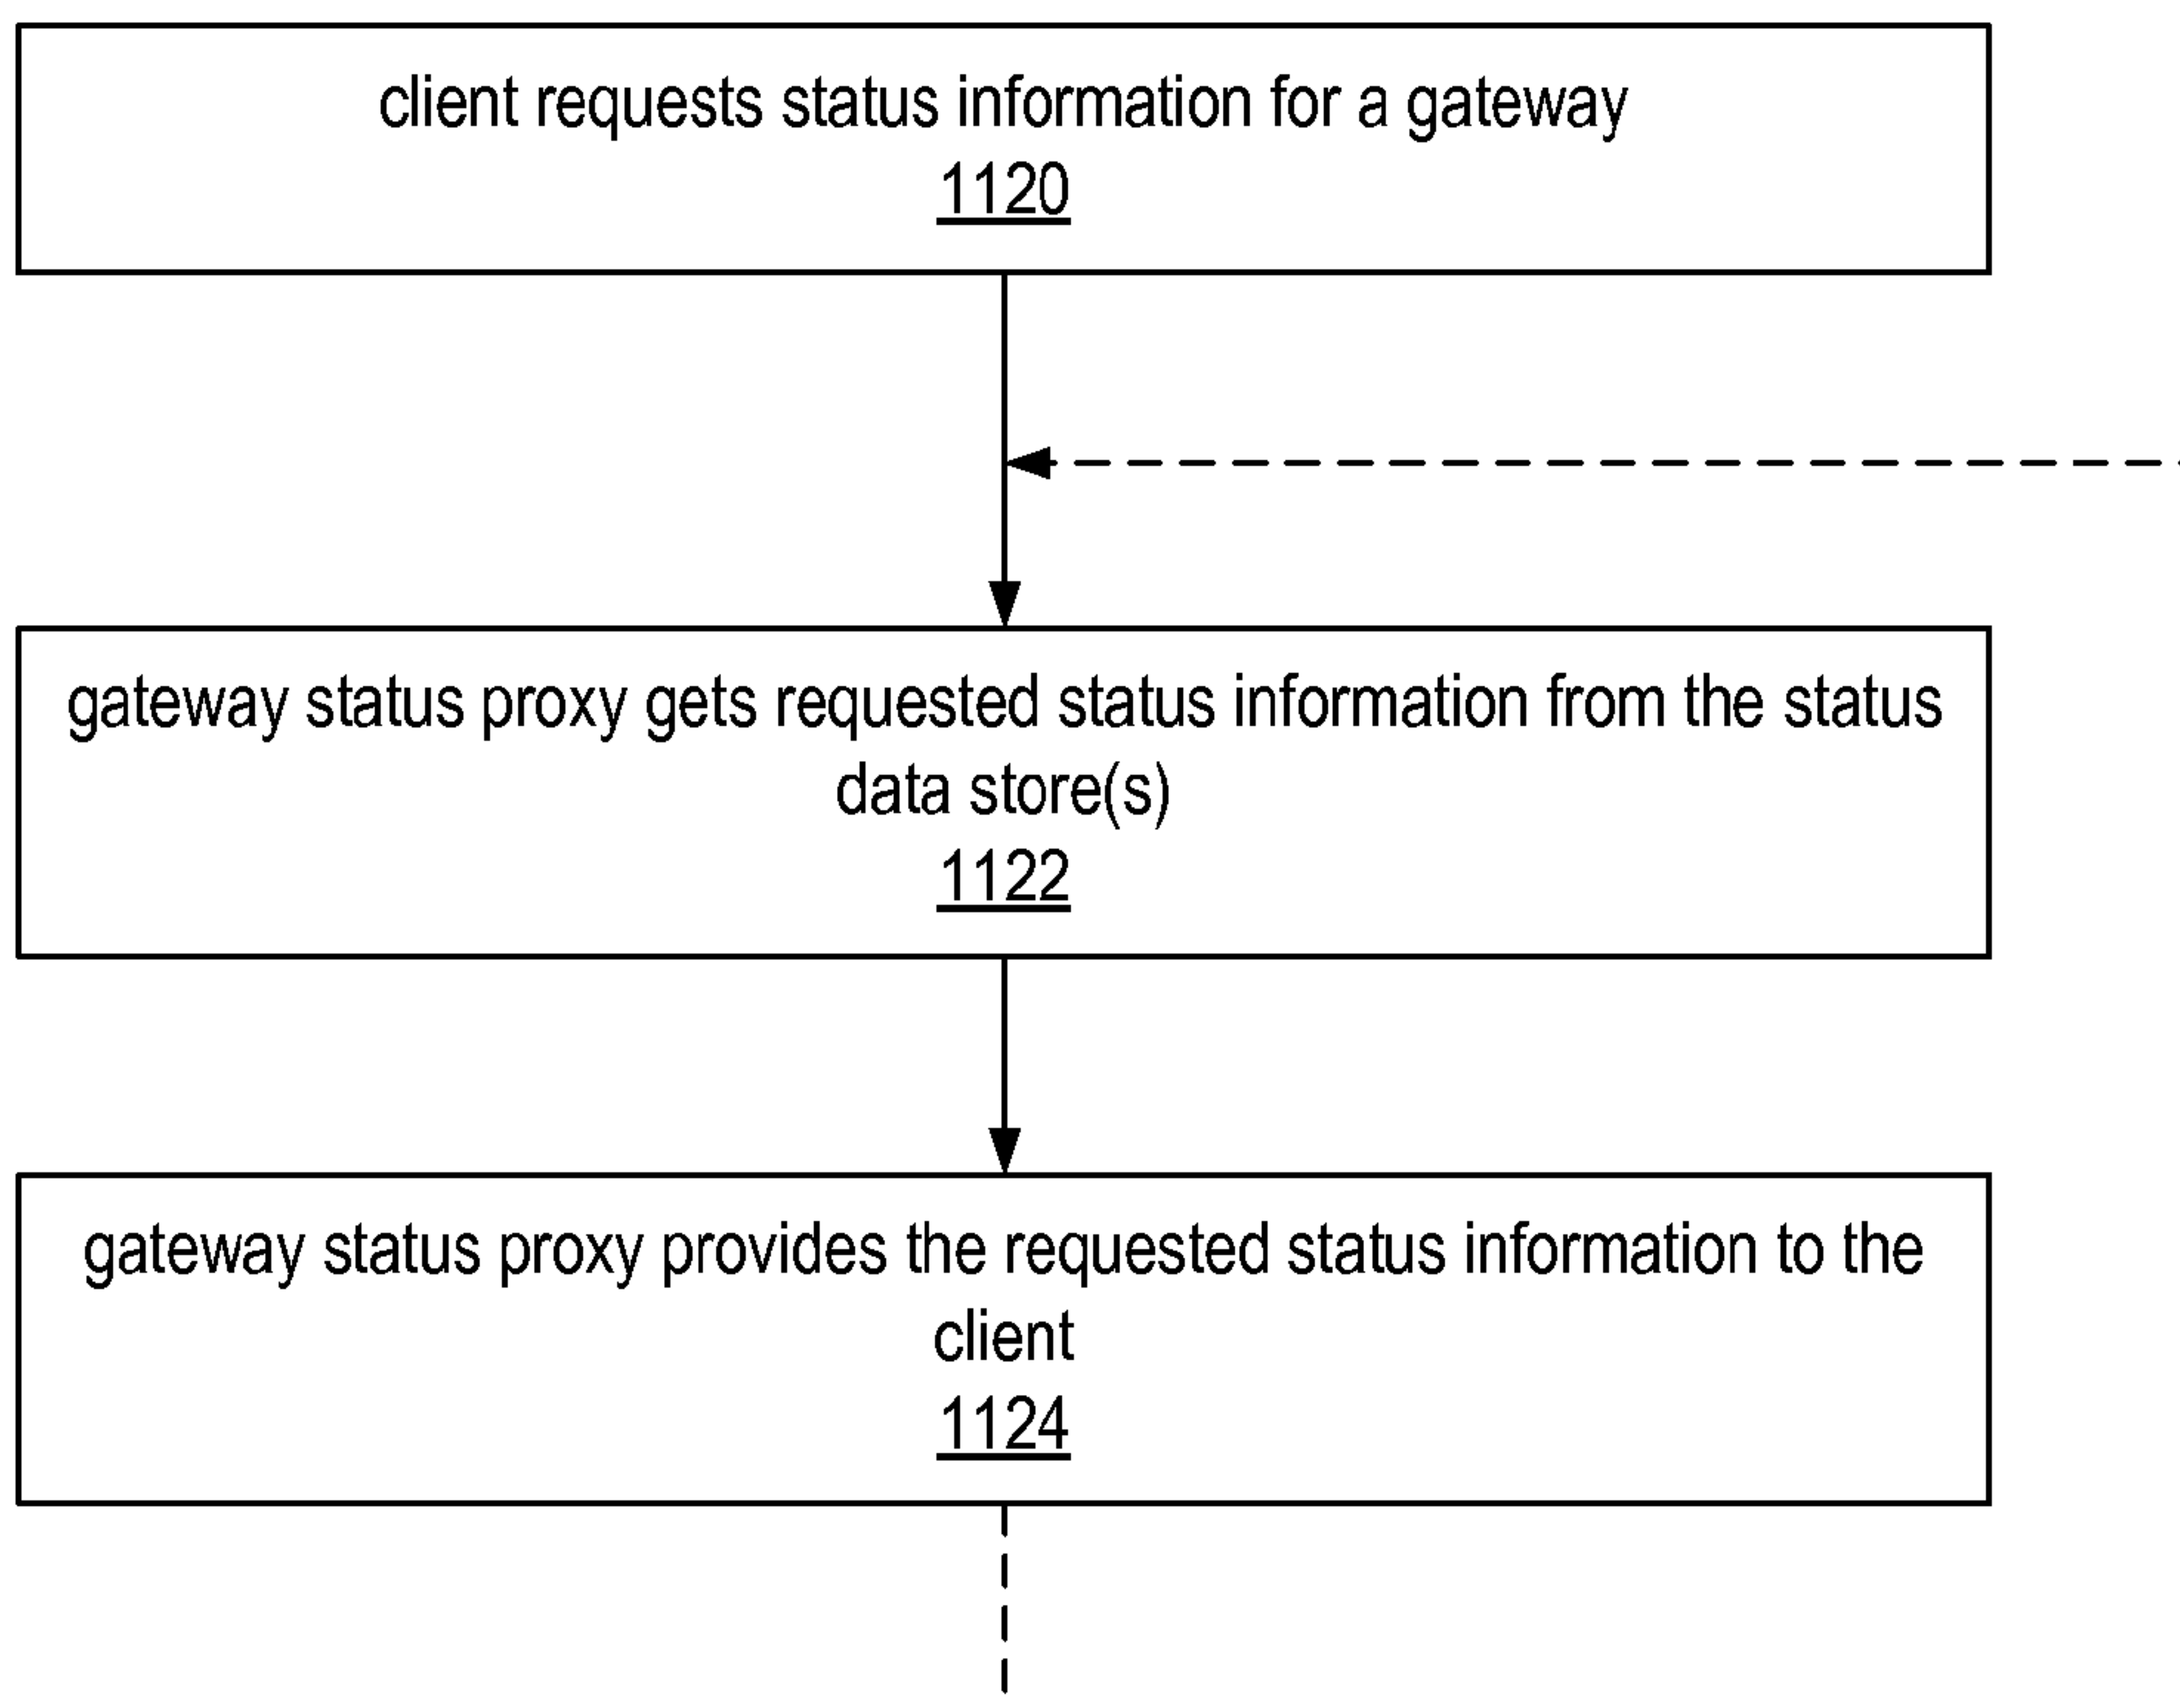 client requests status information for a gateway
1120
gateway status proxy gets requested status information from the status
data store(s)
1122
gateway status proxy provides the requested status information to the
client
1124